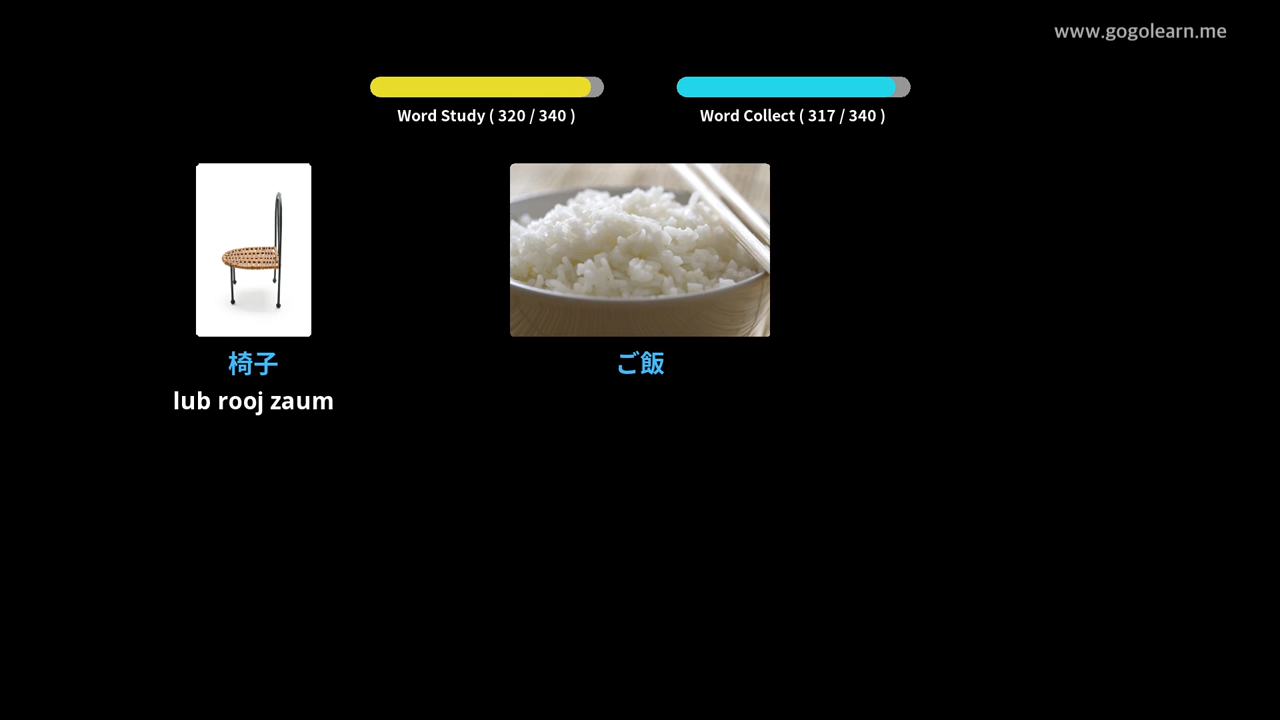 www.gogolearn.me
Word Study ( 320 / 340 )
Word Collect ( 317 / 340 )
椅子
ご飯
lub rooj zaum